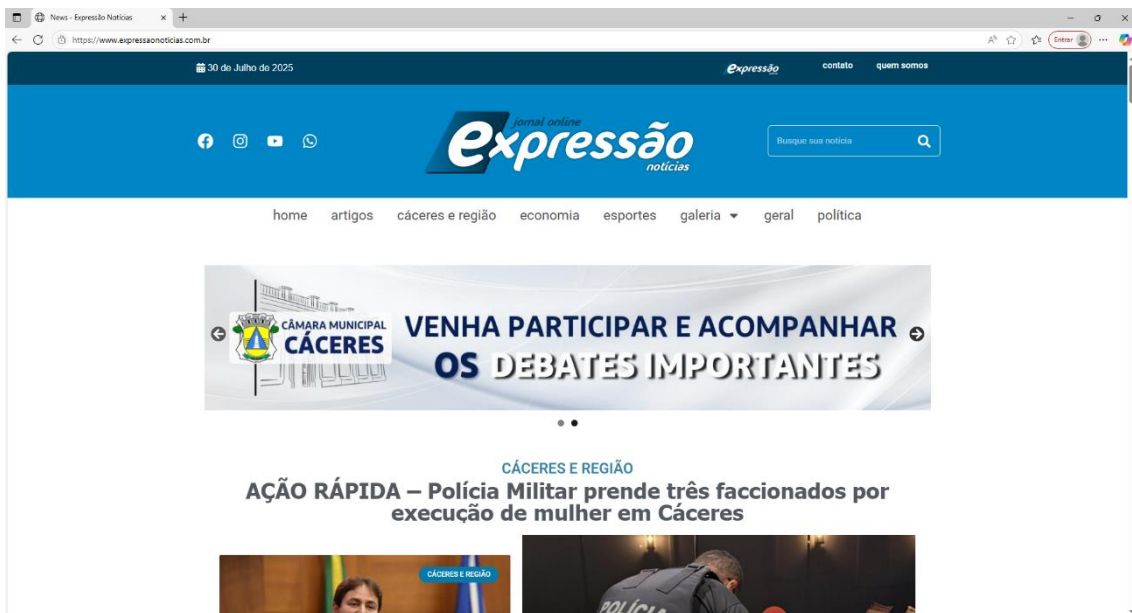 News - Expressão Notícias
https://www.expressaonoticias.com.br
Entrar
30 de Julho de 2025
expressão
contato
quem somos
jornal online
expressão
notícias
Busque sua notícia
home artigos cáceres e região economia esportes galeria geral política
CÂMARA MUNICIPAL
CÁCERES
VENHA PARTICIPAR E ACOMPANHAR
OS DEBATES IMPORTANTES
CÁCERES E REGIÃO
AÇÃO RÁPIDA – Polícia Militar prende três faccionados por
execução de mulher em Cáceres
CÁCERES E REGIÃO
POLÍCIA